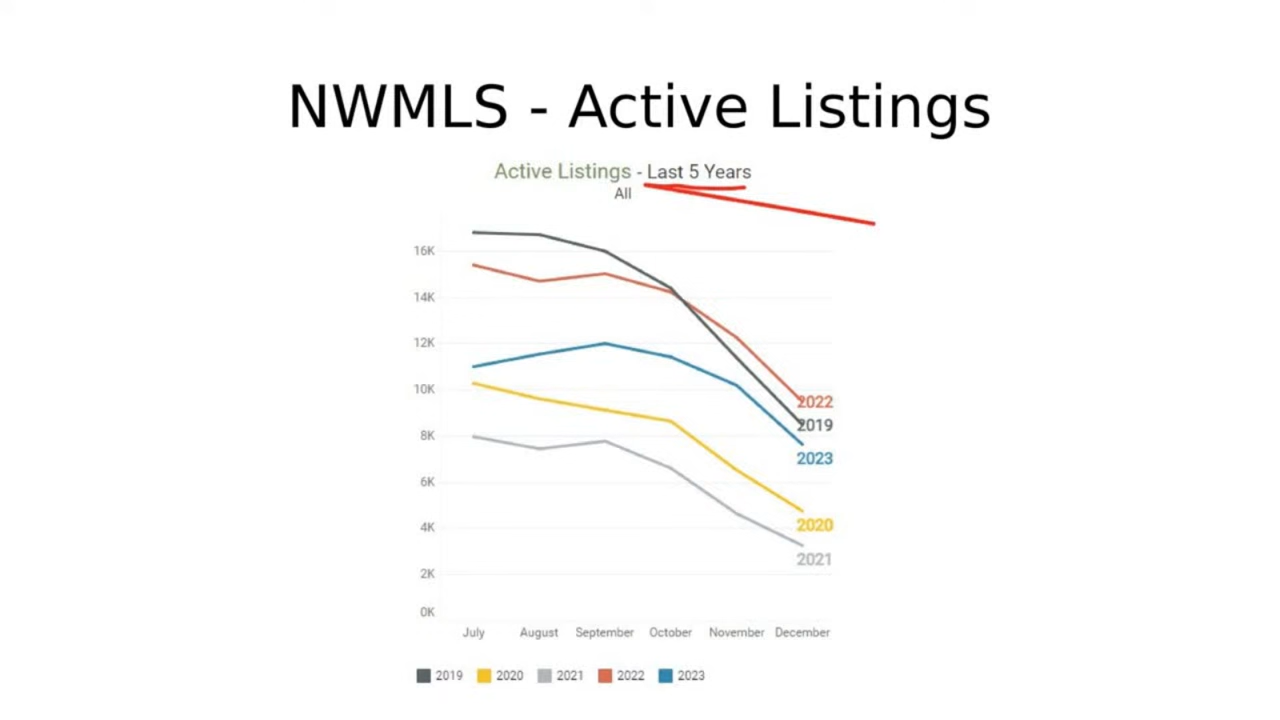 NWMLS - Active Listings
Active Listings - Last 5 Years
All
16K
14K
12K
10K
8K
6K
4K
2K
0K
2022
2019
2023
2020
2021
July August September October November December
2019 2020 2021 2022 2023